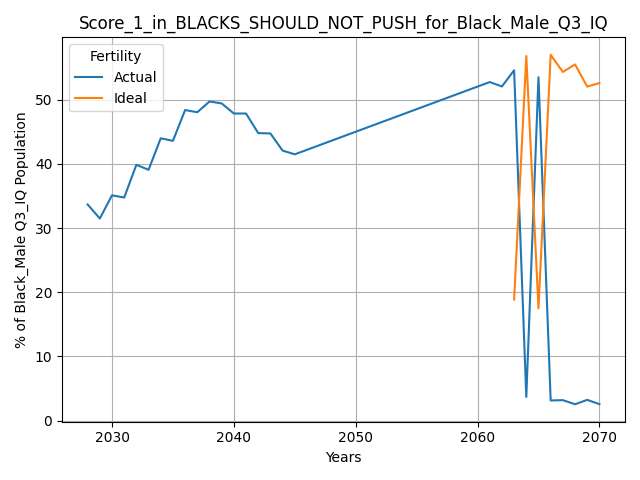 Score_1_in_BLACKS_SHOULD_NOT_PUSH_for_Black_Male_Q3_IQ
Fertility
Actual
Ideal
% of Black_Male Q3_IQ Population
50
40
30
20
10
0
2030
2040
2050
2060
2070
Years